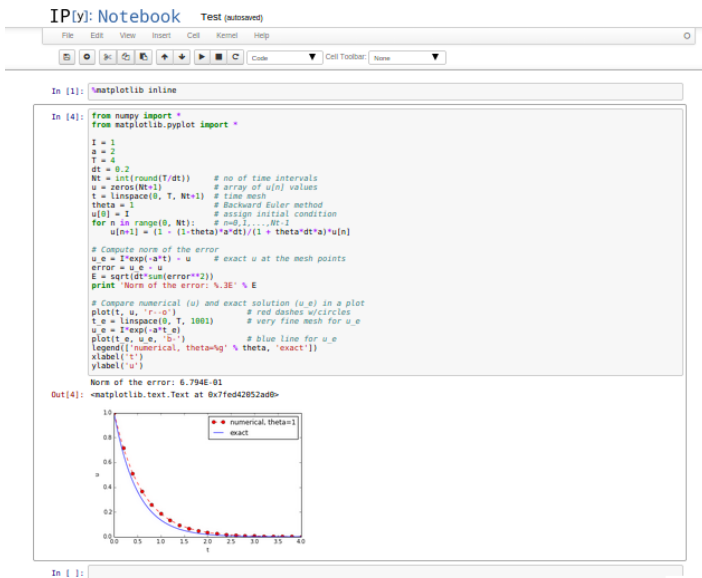 IP[y]: Notebook Test (autosaved)
File Edit View Insert Cell Kernel Help
Code Cell Toolbar: None
In [1]: %matplotlib inline
In [4]: from numpy import *
from matplotlib.pyplot import *
I = 1
a = 2
T = 4
dt = 0.2
Nt = int(round(T/dt)) # no of time intervals
u = zeros(Nt+1) # array of u[n] values
t = linspace(0, T, Nt+1) # time mesh
theta = 1 # Backward Euler method
u[0] = I # assign initial condition
for n in range(0, Nt): # n=0,1,...,Nt-1
u[n+1] = (1 - (1-theta)*a*dt)/(1 + theta*dt*a)*u[n]
# Compute norm of the error
u_e = I*exp(-a*t) - u # exact u at the mesh points
error = u_e - u
E = sqrt(dt*sum(error**2))
print 'Norm of the error: %.3E' % E
# Compare numerical (u) and exact solution (u_e) in a plot
plot(t, u, 'r--o') # red dashes w/circles
t_e = linspace(0, T, 1001) # very fine mesh for u_e
u_e = I*exp(-a*t_e)
plot(t_e, u_e, 'b-') # blue line for u_e
legend(['numerical, theta=%g' % theta, 'exact'])
xlabel('t')
ylabel('u')
Norm of the error: 6.794E-01
Out[4]: <matplotlib.text.Text at 0x7fed42052ad0>
1.0
numerical, theta=1
exact
0.8
0.6
u
0.4
0.2
0.0
0.0 0.5 1.0 1.5 2.0 2.5 3.0 3.5 4.0
t
In [ ]: